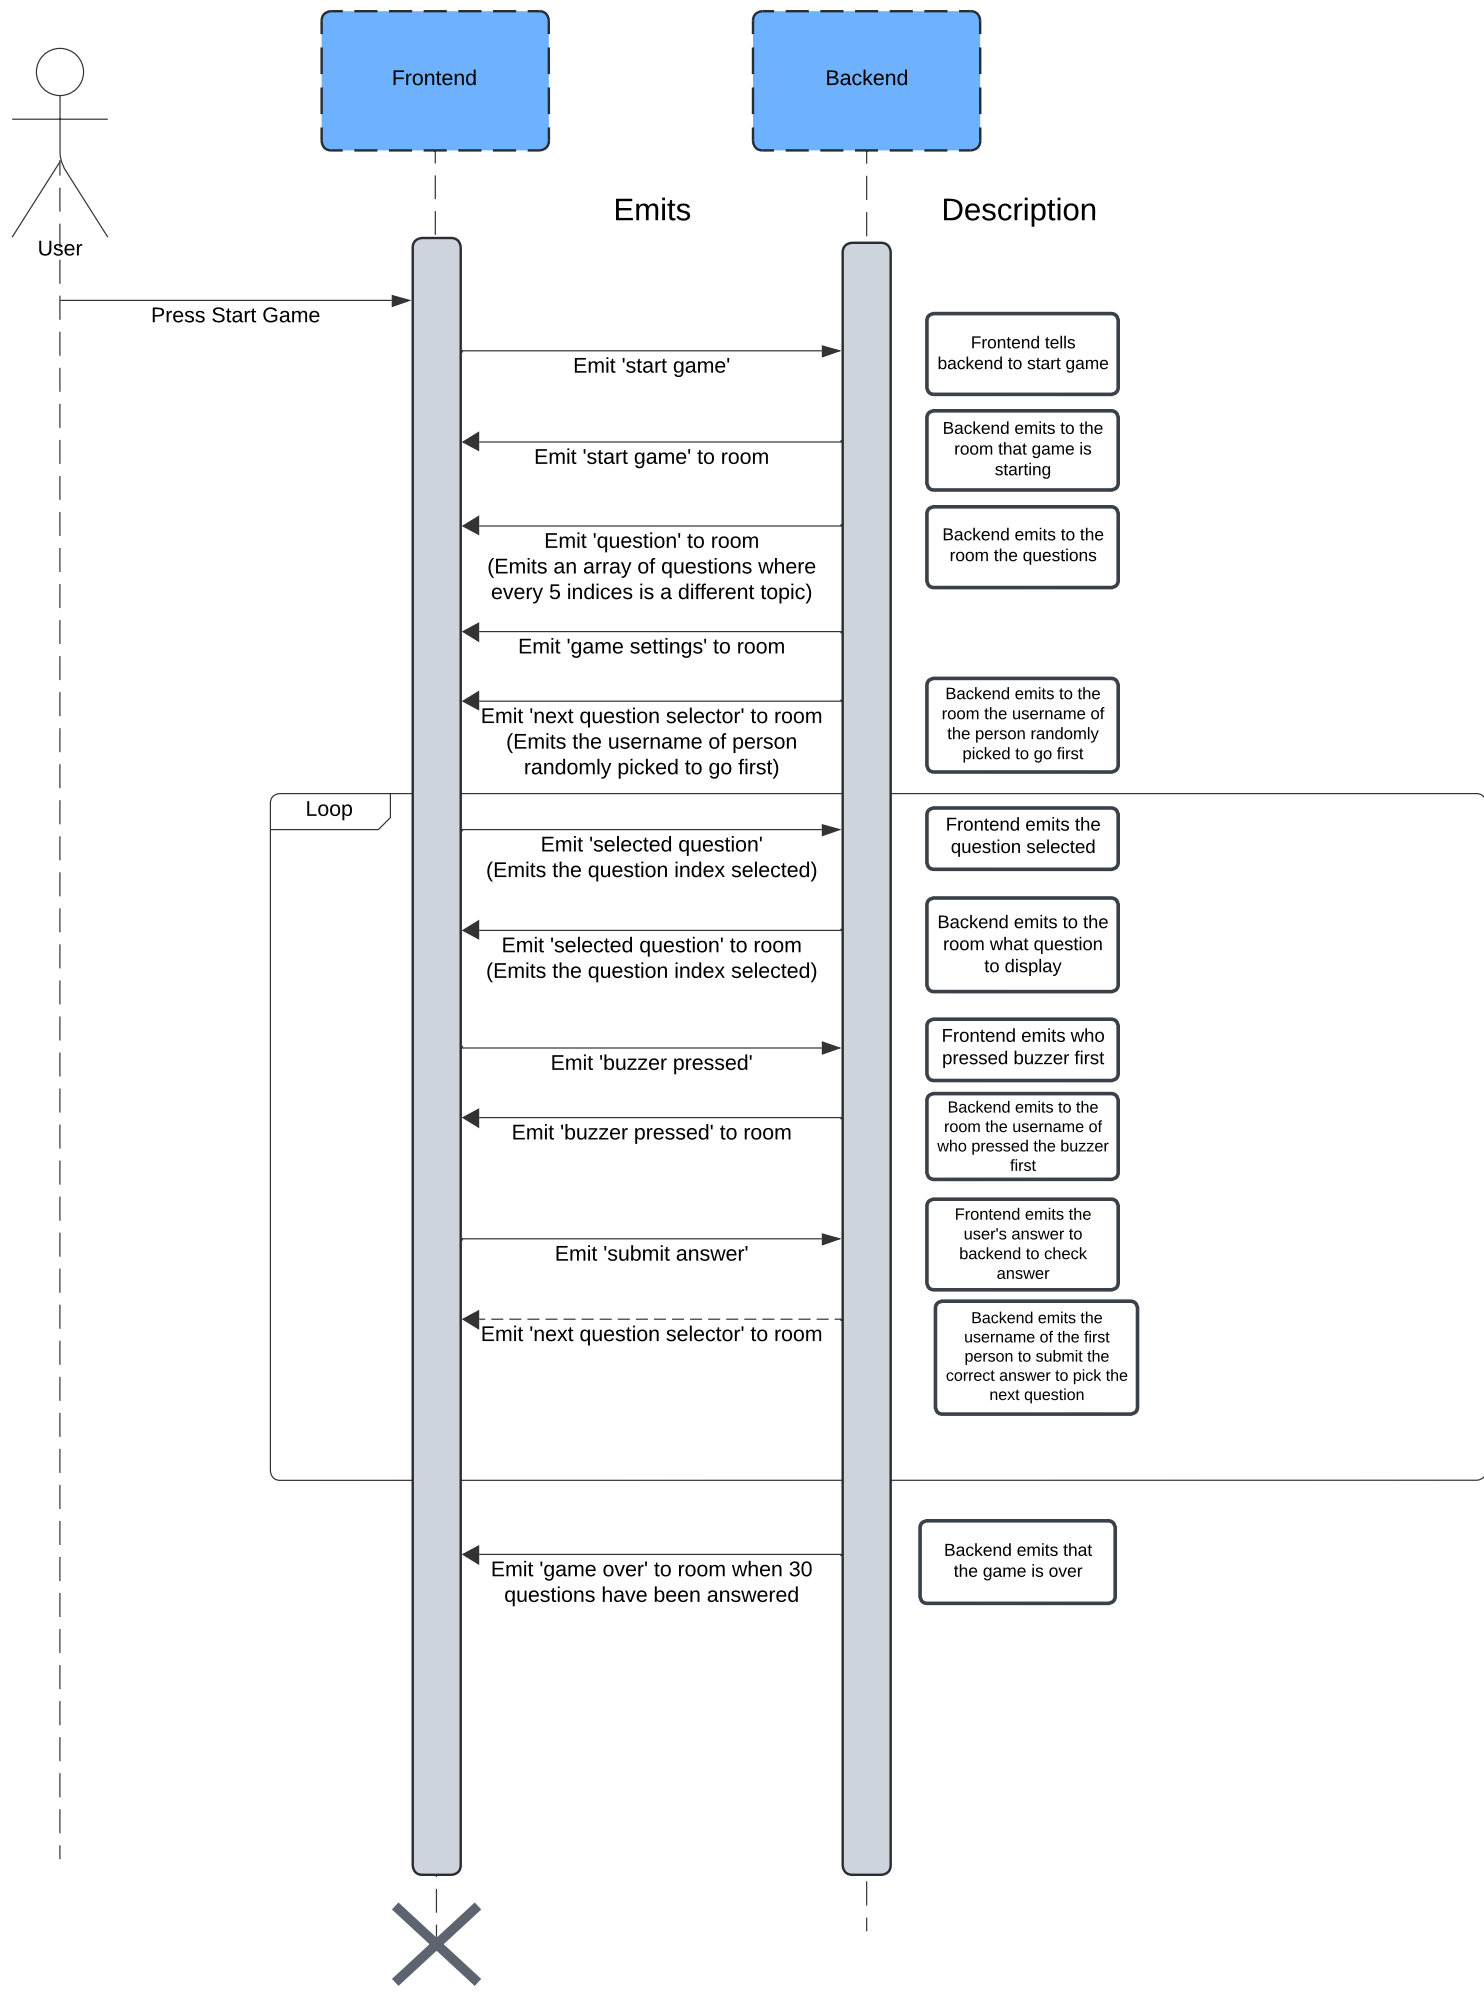 Frontend
Backend
Emits
Description
User
Press Start Game
Frontend tells
backend to start game
Emit 'start game'
Backend emits to the
room that game is
starting
Emit 'start game' to room
Backend emits to the
room the questions
Emit 'question' to room
(Emits an array of questions where
every 5 indices is a different topic)
Emit 'game settings' to room
Backend emits to the
room the username of
the person randomly
picked to go first
Emit 'next question selector' to room
(Emits the username of person
randomly picked to go first)
Loop
Frontend emits the
question selected
Emit 'selected question'
(Emits the question index selected)
Backend emits to the
room what question
to display
Emit 'selected question' to room
(Emits the question index selected)
Frontend emits who
pressed buzzer first
Emit 'buzzer pressed'
Backend emits to the
room the username of
who pressed the buzzer
first
Emit 'buzzer pressed' to room
Frontend emits the
user's answer to
backend to check
answer
Emit 'submit answer'
Backend emits the
username of the first
person to submit the
correct answer to pick the
next question
Emit 'next question selector' to room
Backend emits that
the game is over
Emit 'game over' to room when 30
questions have been answered